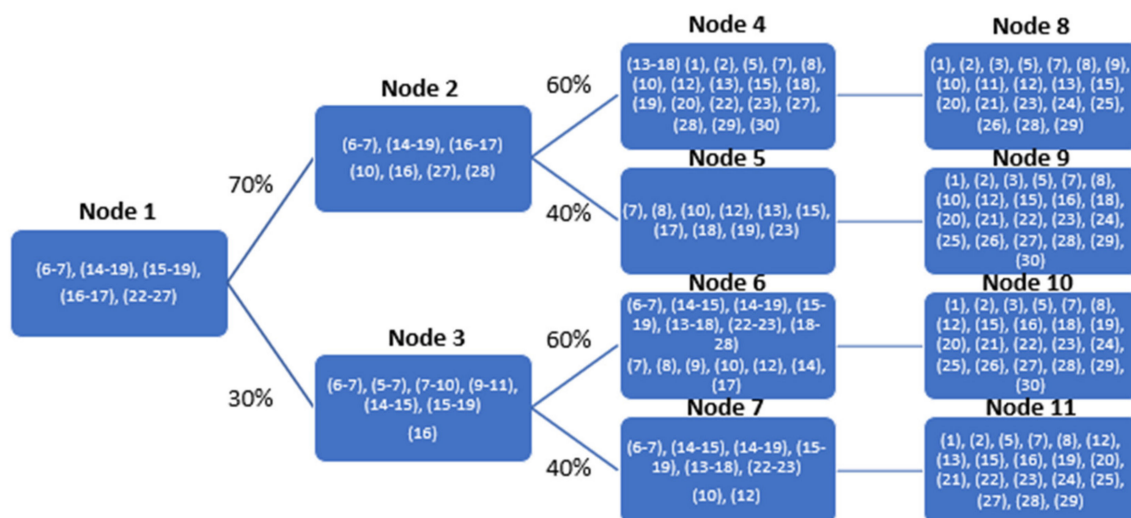 Node 1
(6-7), (14-19), (15-19),
(16-17), (22-27)
70%
30%
Node 2
(6-7), (14-19), (16-17)
(10), (16), (27), (28)
Node 3
(6-7), (5-7), (7-10), (9-11),
(14-15), (15-19)
(16)
60%
40%
60%
40%
Node 4
(13-18) (1), (2), (5), (7), (8),
(10), (12), (13), (15), (18),
(19), (20), (22), (23), (27),
(28), (29), (30)
Node 5
(7), (8), (10), (12), (13), (15),
(17), (18), (19), (23)
Node 6
(6-7), (14-15), (14-19), (15-
19), (13-18), (22-23), (18-
28)
(7), (8), (9), (10), (12), (14),
(17)
Node 7
(6-7), (14-15), (14-19), (15-
19), (13-18), (22-23)
(10), (12)
Node 8
(1), (2), (3), (5), (7), (8), (9),
(10), (11), (12), (13), (15),
(20), (21), (23), (24), (25),
(26), (28), (29)
Node 9
(1), (2), (3), (5), (7), (8),
(10), (12), (15), (16), (18),
(20), (21), (22), (23), (24),
(25), (26), (27), (28), (29),
(30)
Node 10
(1), (2), (3), (5), (7), (8),
(12), (15), (16), (18), (19),
(20), (21), (22), (23), (24),
(25), (26), (27), (28), (29),
(30)
Node 11
(1), (2), (5), (7), (8), (12),
(13), (15), (16), (19), (20),
(21), (22), (23), (24), (25),
(27), (28), (29)